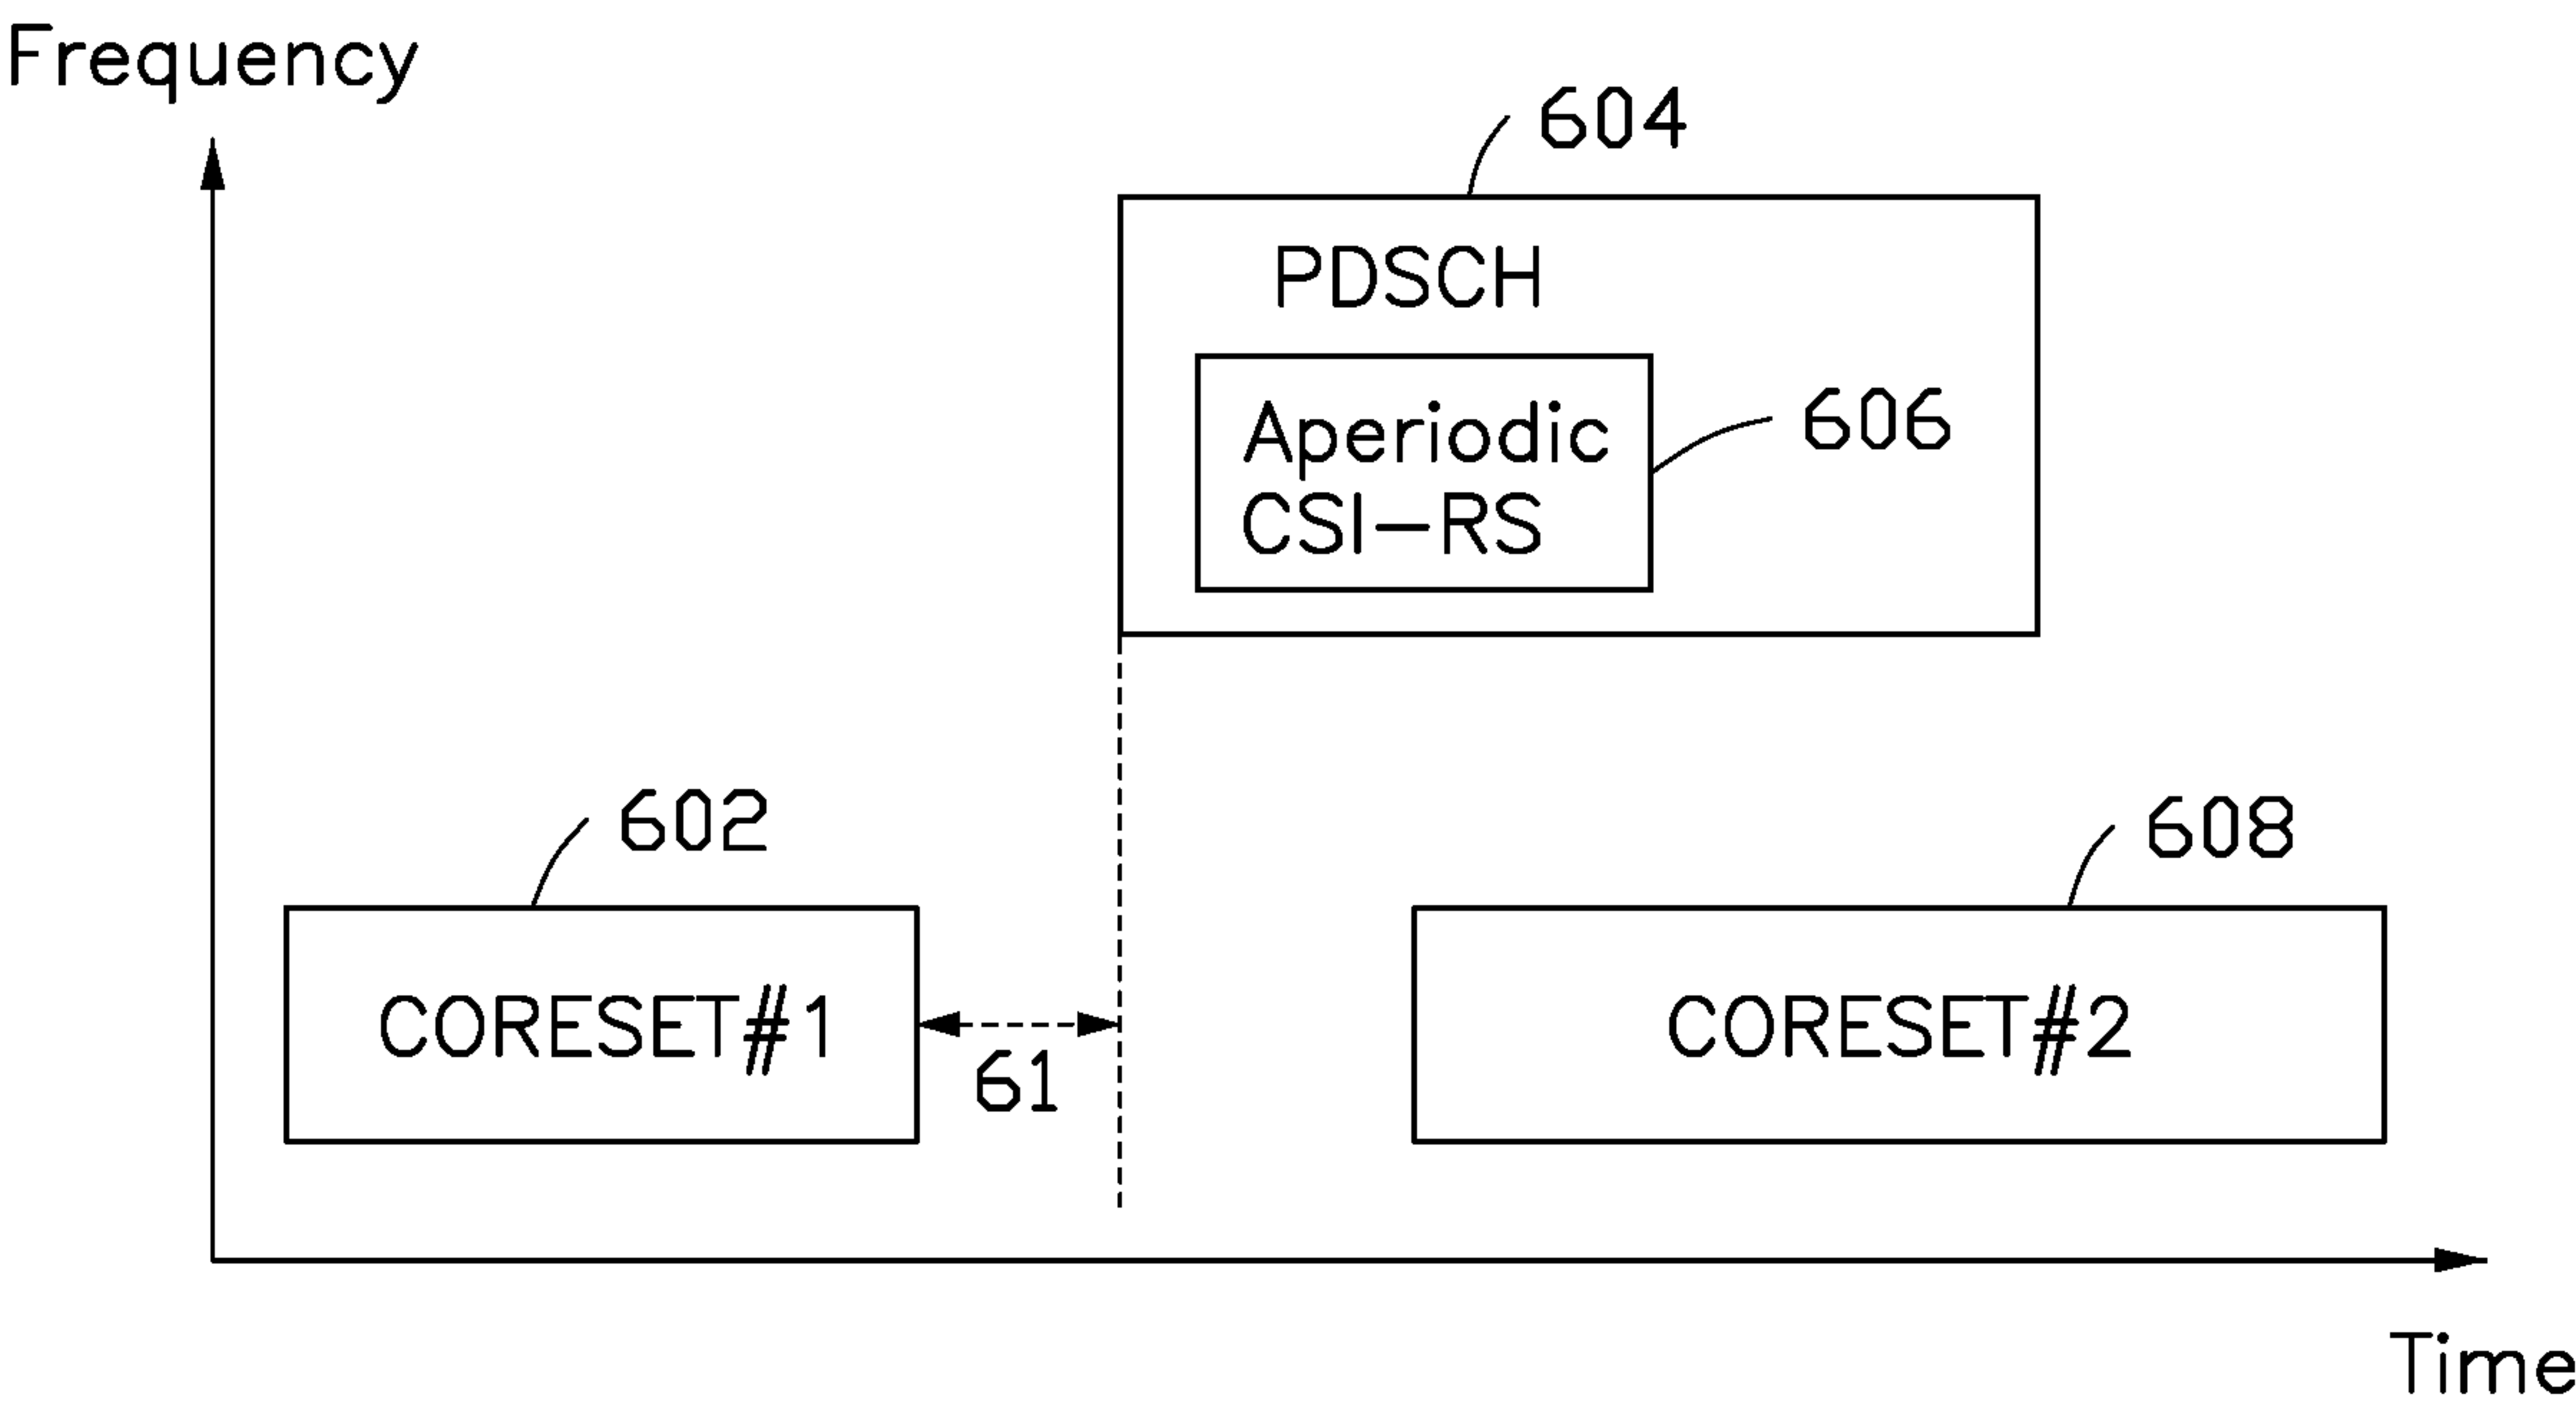 Frequency
604
PDSCH
606
Aperiodic
CSI-RS
602
608
CORESET#1
61
CORESET#2
Time